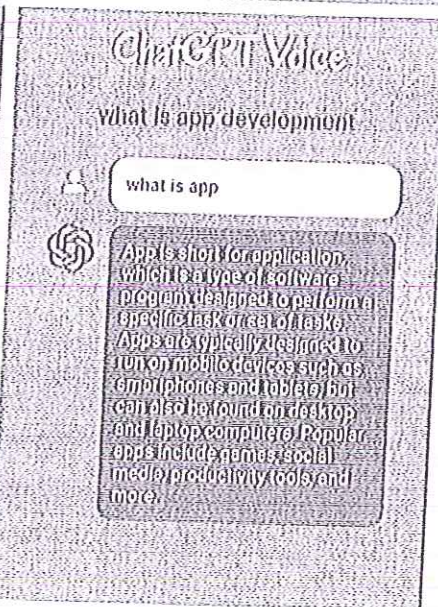 ChatGPT Voice
what is app development
what is app
App is short for application,
which is a type of software
program designed to perform a
specific task or set of tasks.
Apps are typically designed to
run on mobile devices such as
smartphones and tablets, but
can also be found on desktop
and laptop computers. Popular
apps include games, social
media, productivity tools, and
more.